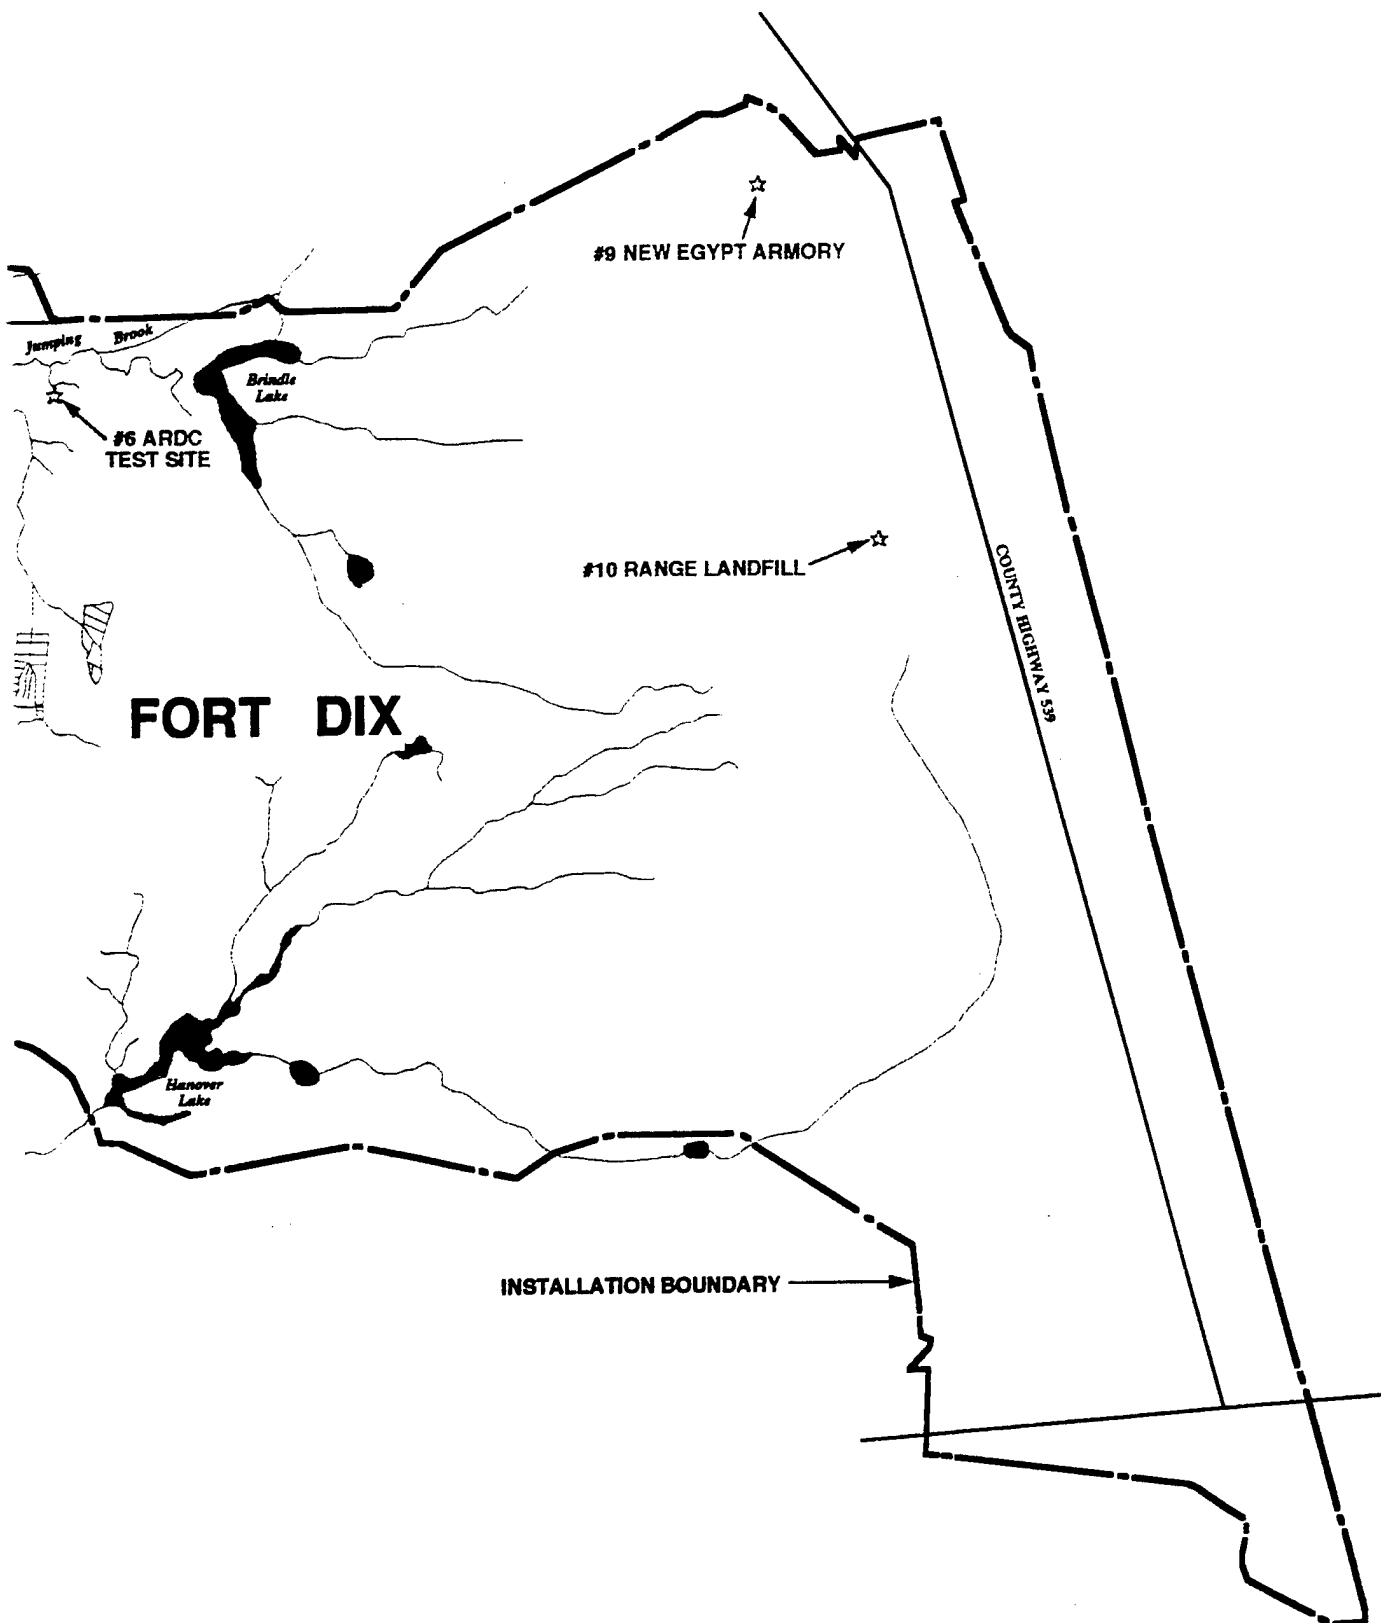 #9 NEW EGYPT ARMORY
Jumping Brook
Brindle
Lake
#6 ARDC
TEST SITE
#10 RANGE LANDFILL
COUNTY HIGHWAY 539
FORT DIX
Hanover
Lake
INSTALLATION BOUNDARY